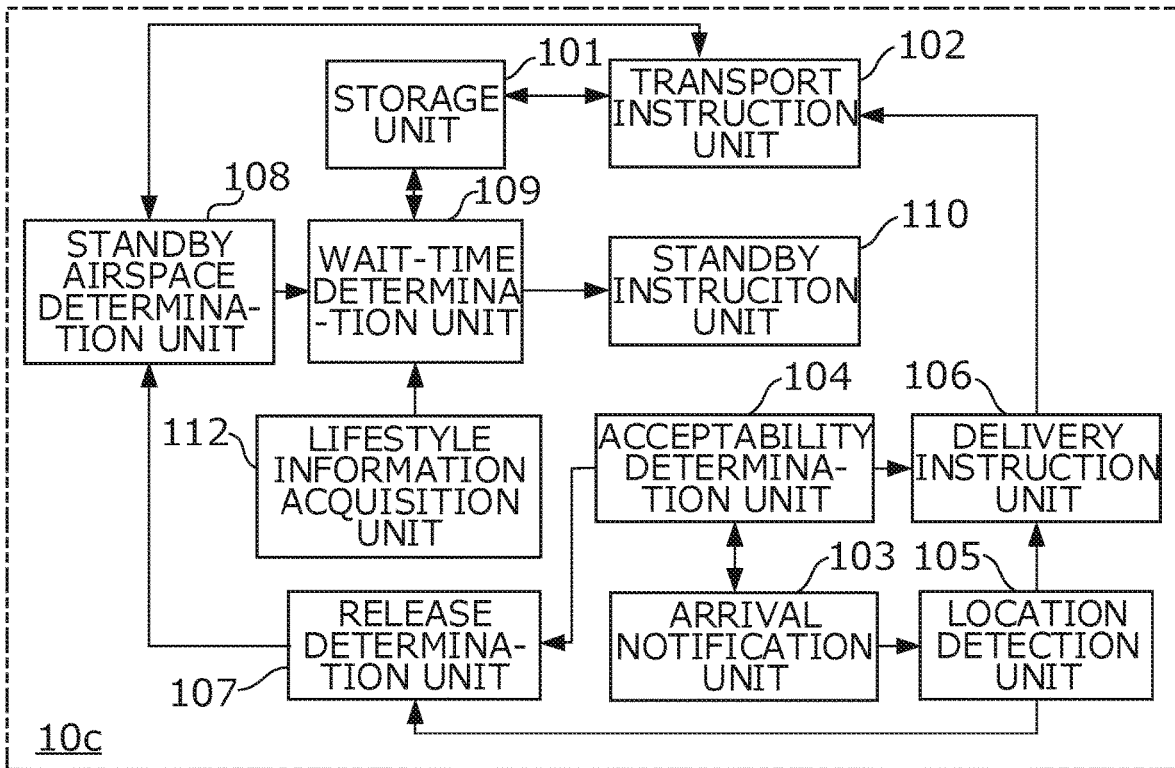 101
102
STORAGE
UNIT
TRANSPORT
INSTRUCTION
UNIT
108
109
110
STANDBY
AIRSPACE
DETERMINA-
TION UNIT
WAIT-TIME
DETERMINA
-TION UNIT
STANDBY
INSTRUCITON
UNIT
104
106
112
LIFESTYLE
INFORMATION
ACQUISITION
UNIT
ACCEPTABILITY
DETERMINA-
TION UNIT
DELIVERY
INSTRUCTION
UNIT
103
105
RELEASE
DETERMINA-
TION UNIT
107
ARRIVAL
NOTIFICATION
UNIT
LOCATION
DETECTION
UNIT
10c